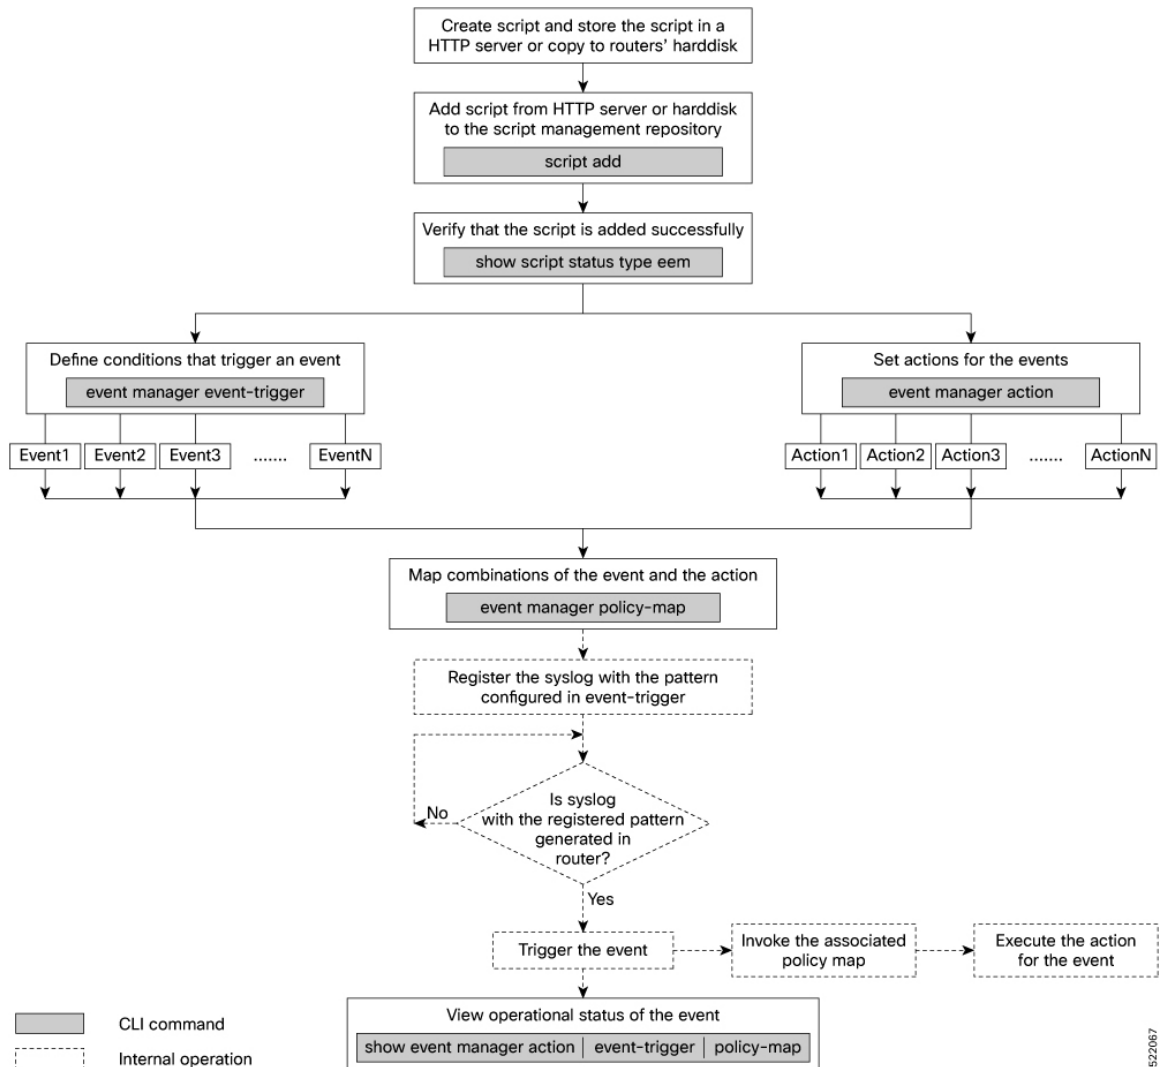 Create script and store the script in a
HTTP server or copy to routers' harddisk
Add script from HTTP server or harddisk
to the script management repository
script add
Verify that the script is added successfully
show script status type eem
Define conditions that trigger an event
event manager event-trigger
Event1 Event2 Event3 ....... EventN
Set actions for the events
event manager action
Action1 Action2 Action3 ....... ActionN
Map combinations of the event and the action
event manager policy-map
Register the syslog with the pattern
configured in event-trigger
Is syslog
with the registered pattern
generated in
router?
No
Yes
Trigger the event
Invoke the associated
policy map
Execute the action
for the event
View operational status of the event
show event manager action | event-trigger | policy-map
CLI command
Internal operation
522067